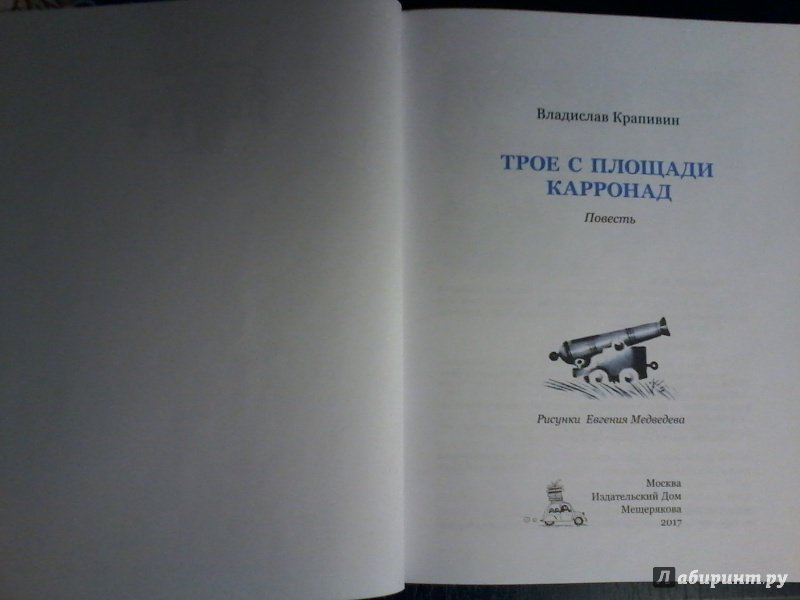 Владислав Крапивин
ТРОЕ С ПЛОЩАДИ
КАРРОНАД
Повесть
Рисунки Евгения Медведева
Москва
Издательский Дом
Мещерякова
2017
Лабиринт.ру